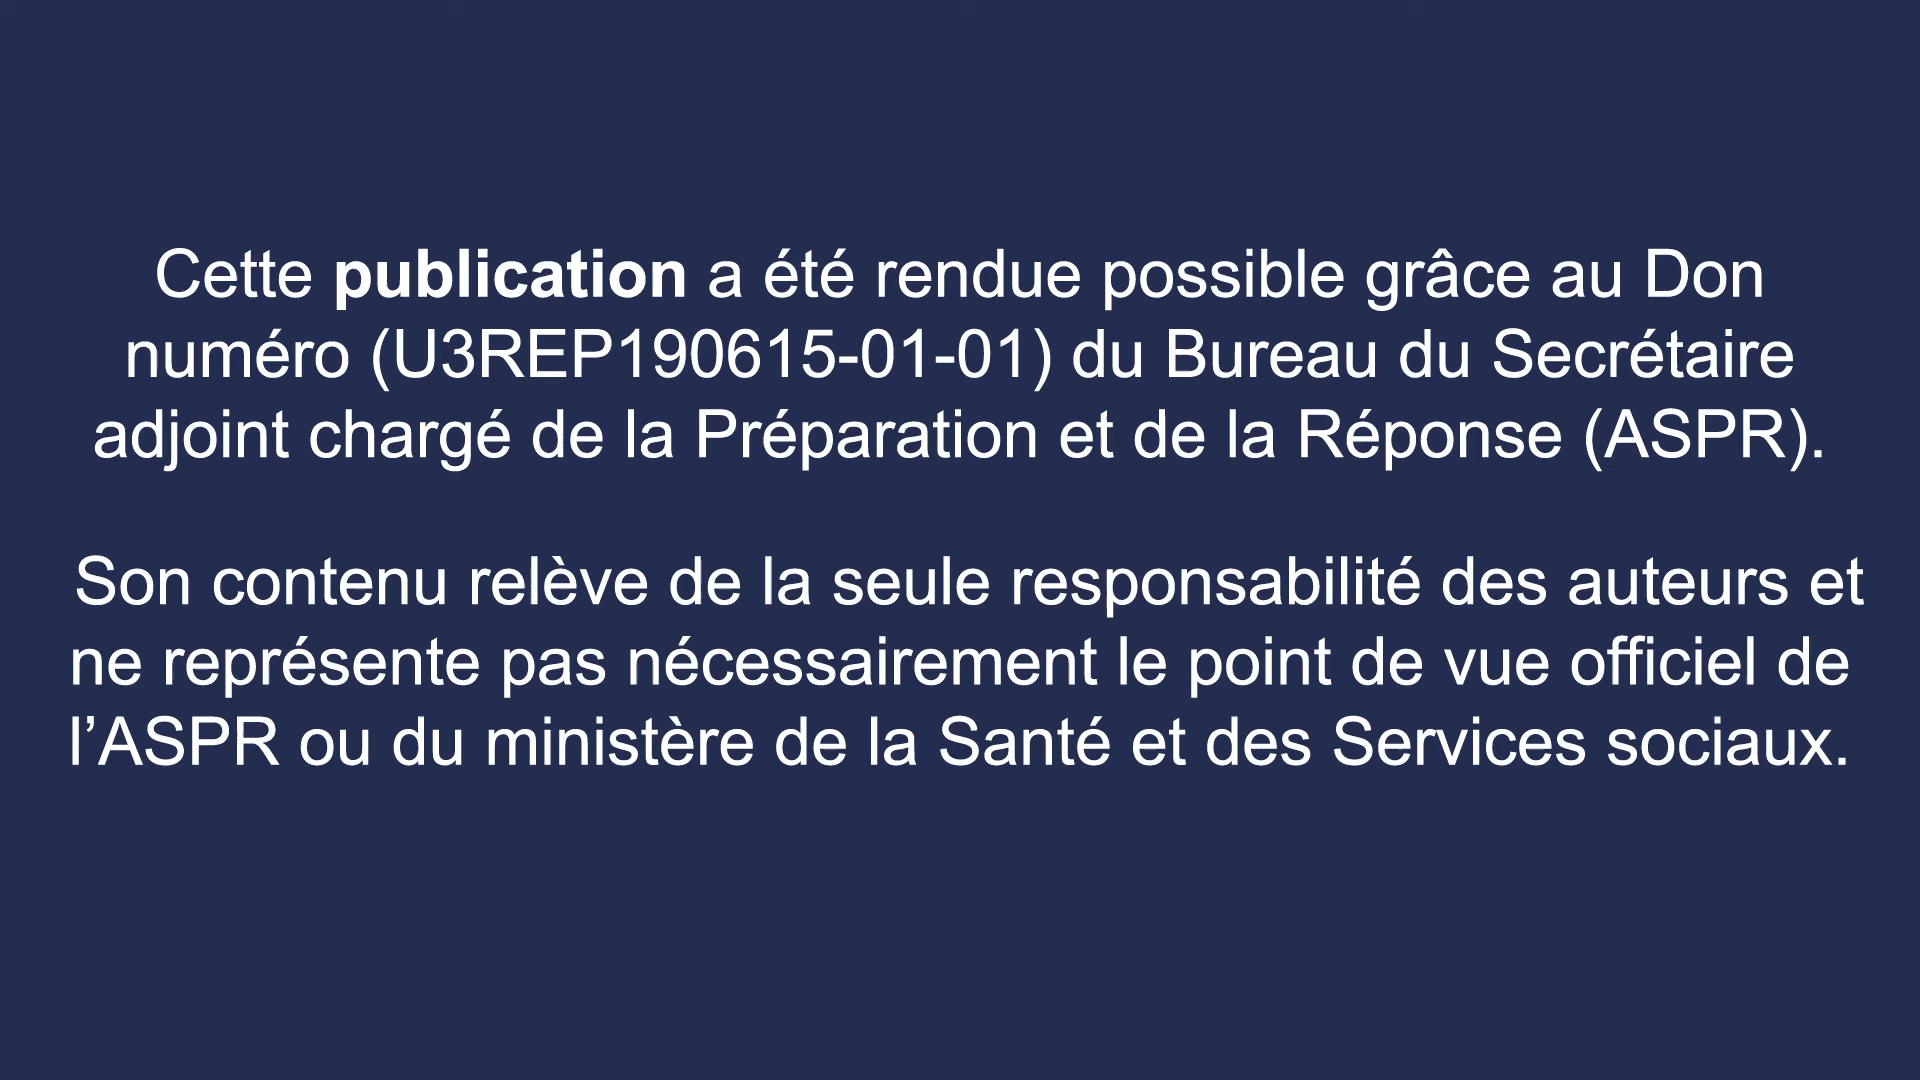 Cette publication a été rendue possible grâce au Don
numéro (U3REP190615-01-01) du Bureau du Secrétaire
adjoint chargé de la Préparation et de la Réponse (ASPR).
Son contenu relève de la seule responsabilité des auteurs et
ne représente pas nécessairement le point de vue officiel de
l’ASPR ou du ministère de la Santé et des Services sociaux.